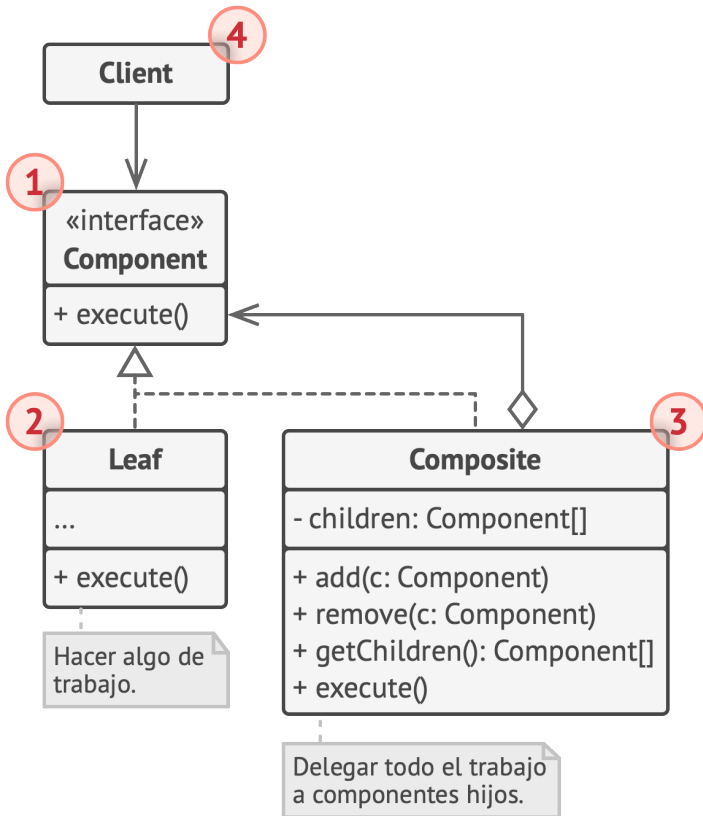 4
Client
1
«interface»
Component
+ execute()
2
Leaf
...
+ execute()
Hacer algo de
trabajo.
3
Composite
- children: Component[]
+ add(c: Component)
+ remove(c: Component)
+ getChildren(): Component[]
+ execute()
Delegar todo el trabajo
a componentes hijos.